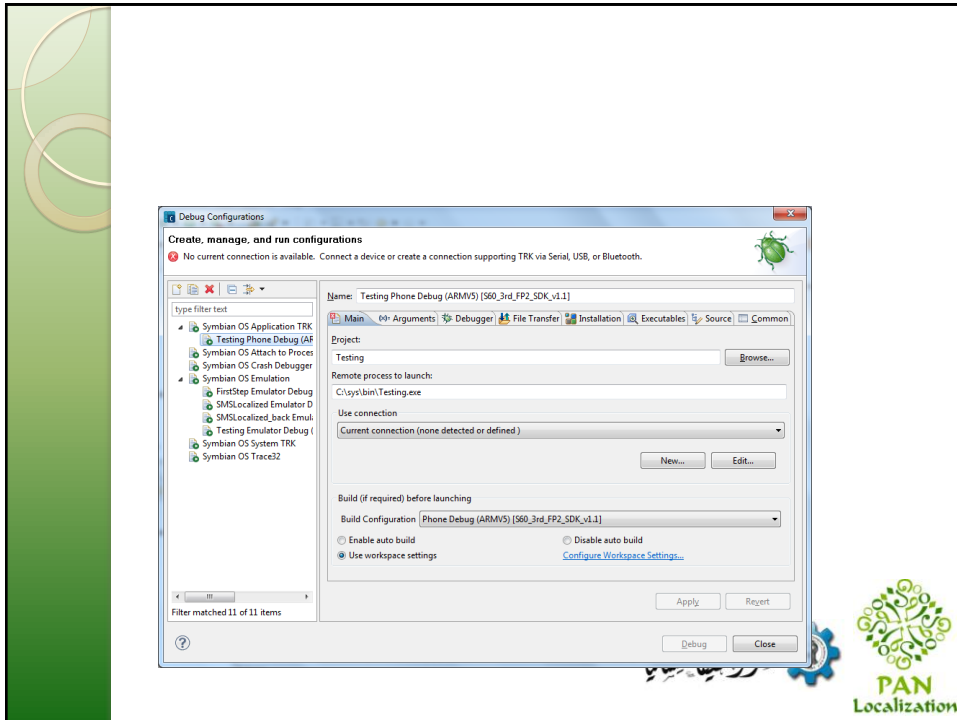 Debug Configurations
Create, manage, and run configurations
No current connection is available. Connect a device or create a connection supporting TRK via Serial, USB, or Bluetooth.
type filter text
Symbian OS Application TRK
Testing Phone Debug (AR
Symbian OS Attach to Proces
Symbian OS Crash Debugger
Symbian OS Emulation
FirstStep Emulator Debug
SMSLocalized Emulator D
SMSLocalized_back Emul
Testing Emulator Debug (
Symbian OS System TRK
Symbian OS Trace32
Filter matched 11 of 11 items
Name: Testing Phone Debug (ARMV5) [S60_3rd_FP2_SDK_v1.1]
Main Arguments Debugger File Transfer Installation Executables Source Common
Project:
Testing Browse...
Remote process to launch:
C:\sys\bin\Testing.exe
Use connection
Current connection (none detected or defined )
New... Edit...
Build (if required) before launching
Build Configuration Phone Debug (ARMV5) [S60_3rd_FP2_SDK_v1.1]
Enable auto build Disable auto build
Use workspace settings Configure Workspace Settings...
Apply Revert
Debug Close
PAN
Localization